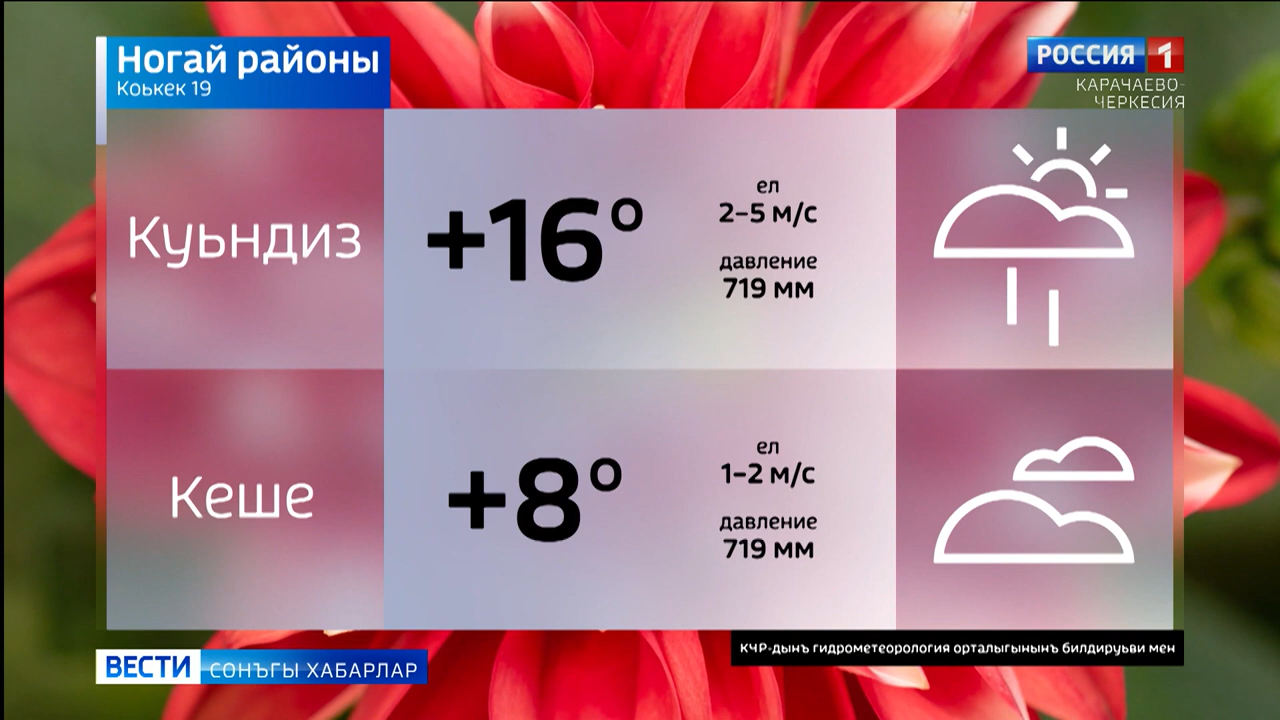 Ногай районы
Коькек 19
РОССИЯ 1
КАРАЧАЕВО-
ЧЕРКЕСИЯ
Куьндиз
+16°
ел
2–5 м/с
давление
719 мм
Кеше
+8°
ел
1–2 м/с
давление
719 мм
КЧР-дынъ гидрометеорология орталыгынынъ билдируьви мен
ВЕСТИ СОНЪГЫ ХАБАРЛАР